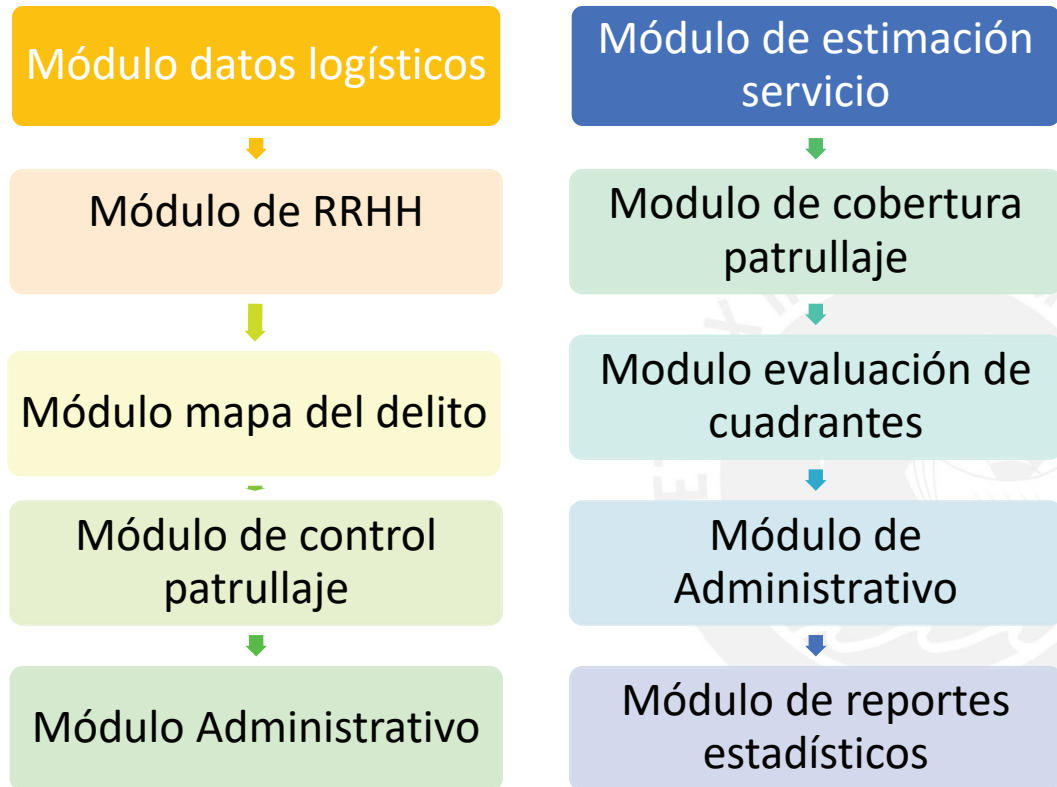 Módulo datos logísticos
Módulo de RRHH
Módulo mapa del delito
Módulo de control
patrullaje
Módulo Administrativo
Módulo de estimación
servicio
Modulo de cobertura
patrullaje
Modulo evaluación de
cuadrantes
Módulo de
Administrativo
Módulo de reportes
estadísticos